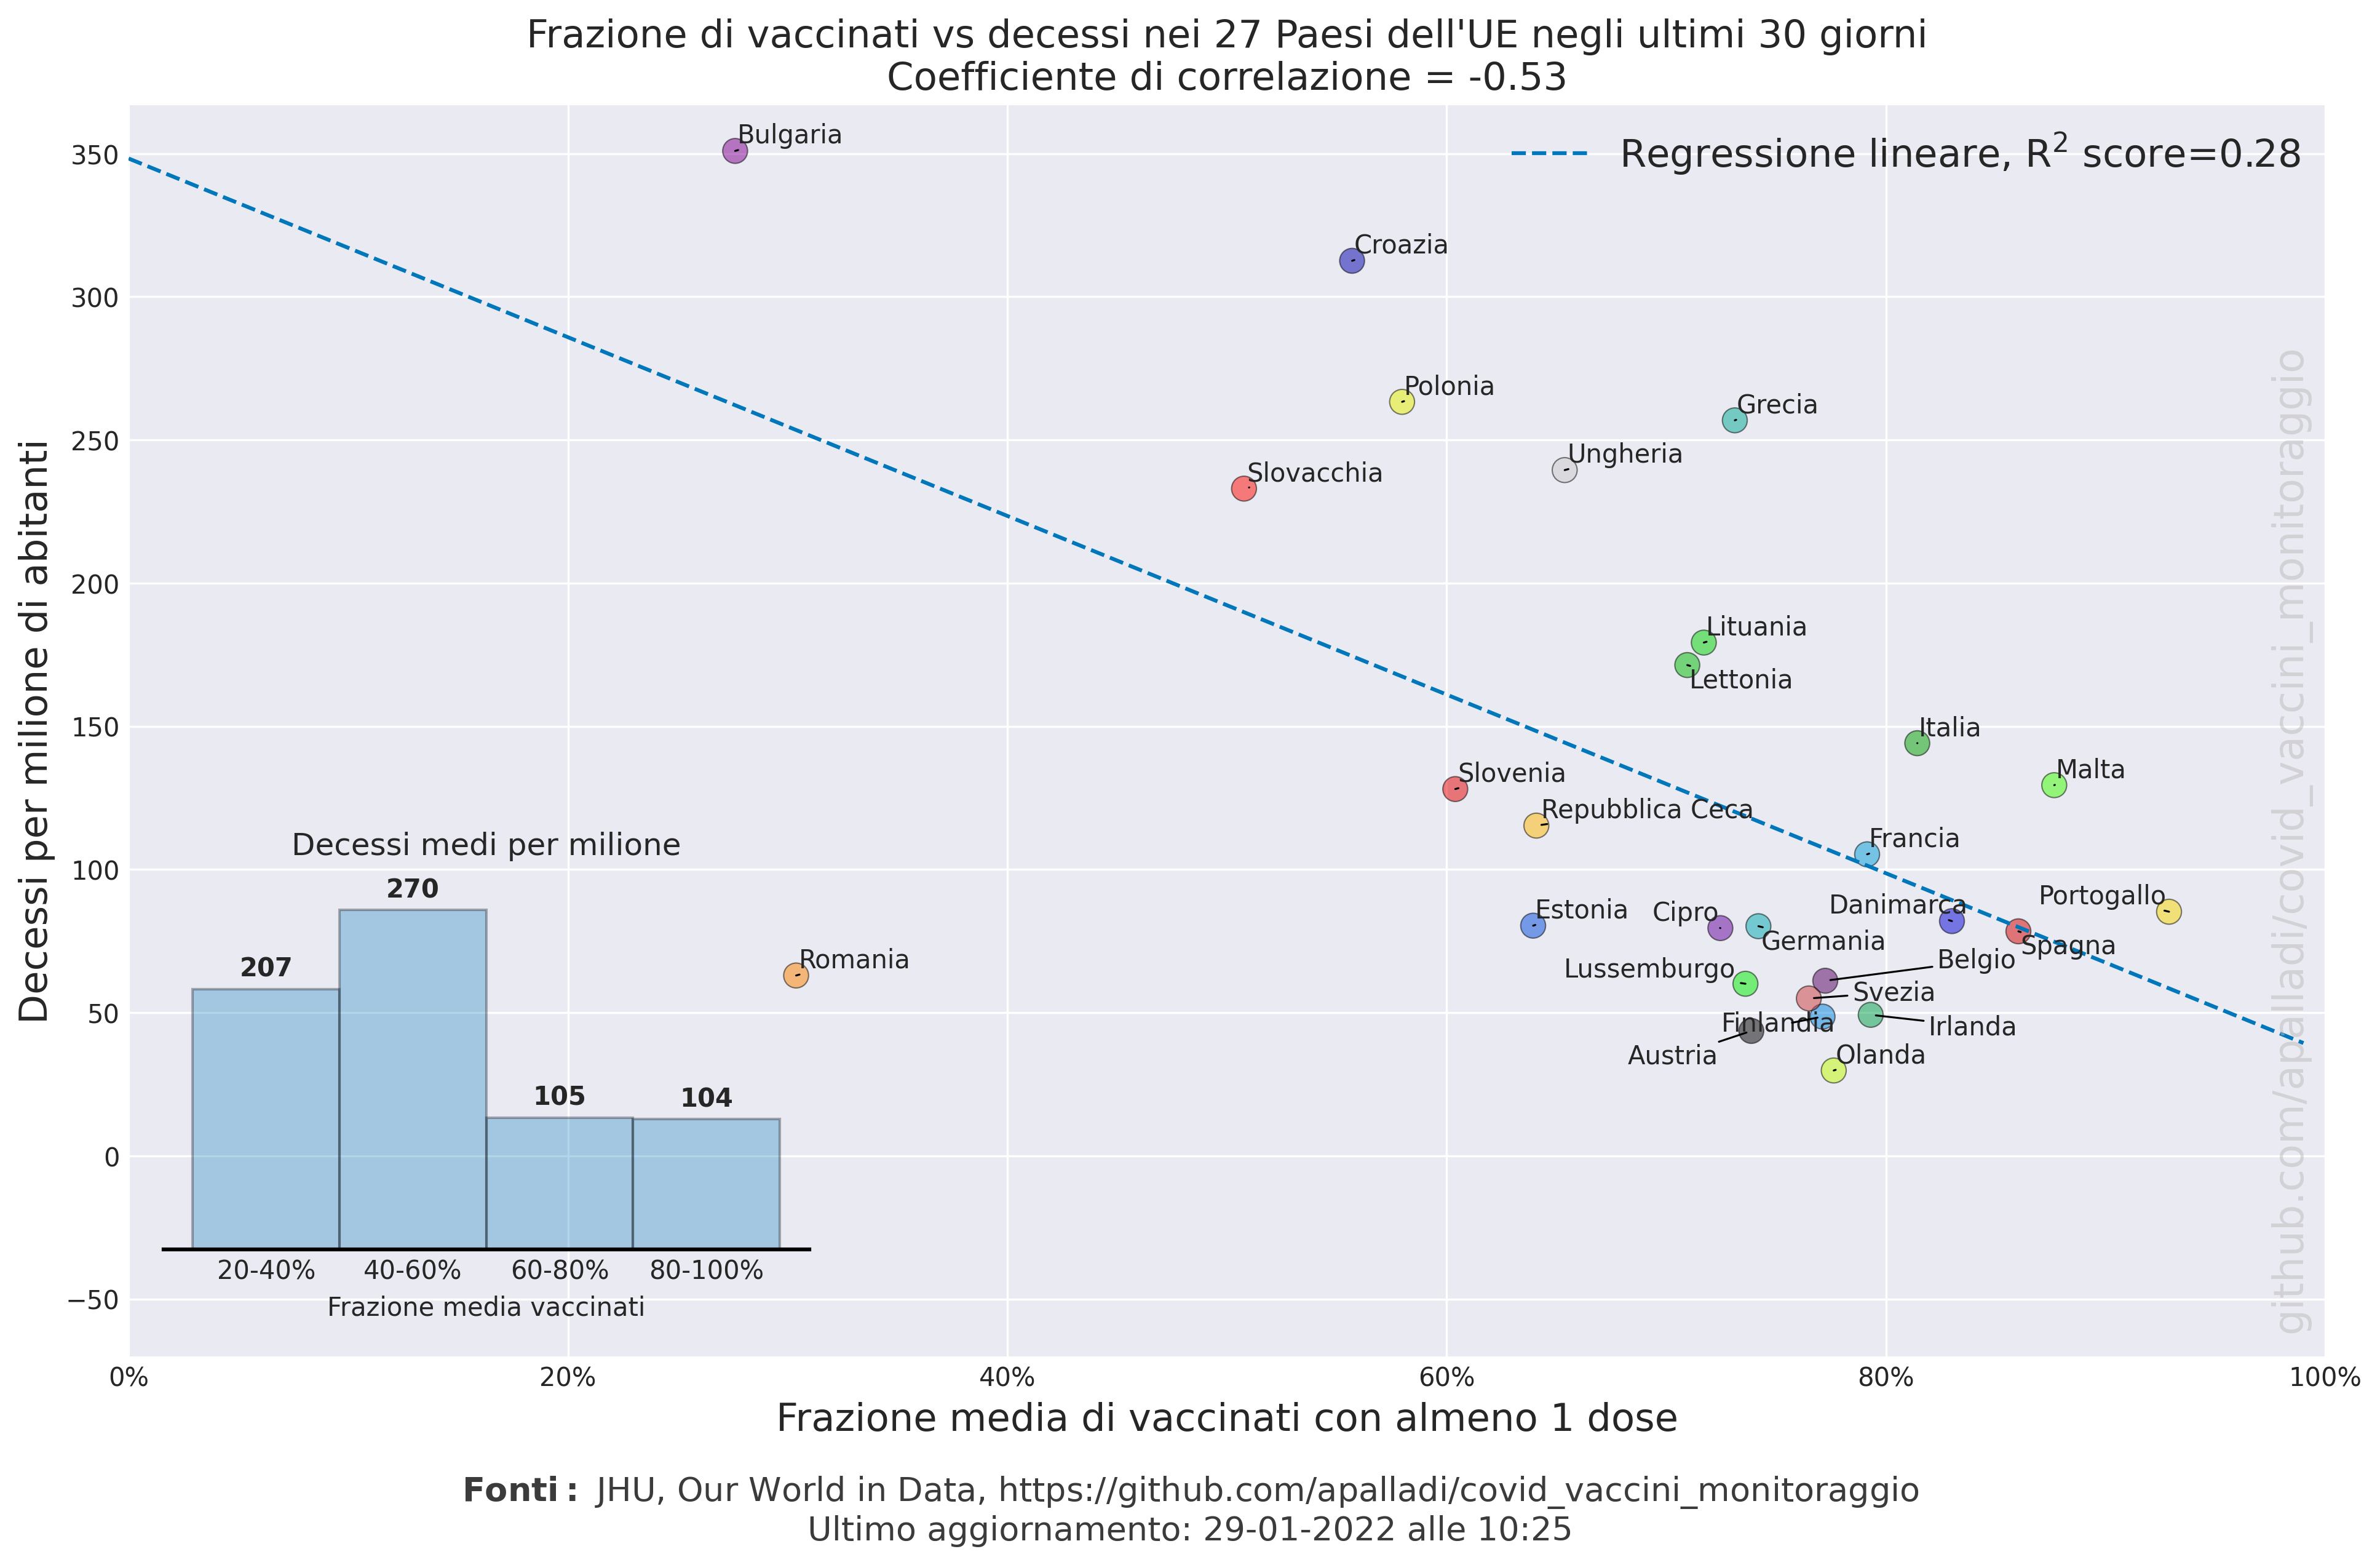 Frazione di vaccinati vs decessi nei 27 Paesi dell'UE negli ultimi 30 giorni
Coefficiente di correlazione = -0.53
Regressione lineare, R² score=0.28
Decessi per milione di abitanti
350
300
250
200
150
100
50
0
−50
Bulgaria
Croazia
Polonia
Grecia
Ungheria
Slovacchia
Lituania
Lettonia
Italia
Malta
Slovenia
Repubblica Ceca
Francia
Portogallo
Danimarca
Estonia
Cipro
Germania
Spagna
Belgio
Romania
Lussemburgo
Svezia
Finlandia
Irlanda
Austria
Olanda
Decessi medi per milione
207
270
105
104
20-40%
40-60%
60-80%
80-100%
Frazione media vaccinati
github.com/apalladi/covid_vaccini_monitoraggio
0%
20%
40%
60%
80%
100%
Frazione media di vaccinati con almeno 1 dose
Fonti: JHU, Our World in Data, https://github.com/apalladi/covid_vaccini_monitoraggio
Ultimo aggiornamento: 29-01-2022 alle 10:25